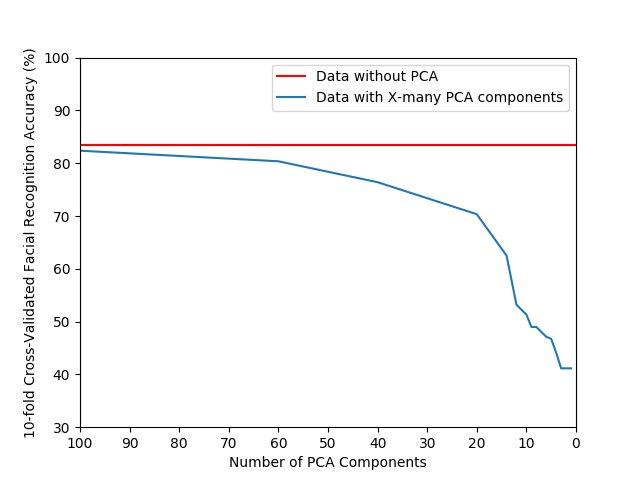 10-fold Cross-Validated Facial Recognition Accuracy (%)
100
90
80
70
60
50
40
30
Data without PCA
Data with X-many PCA components
100 90 80 70 60 50 40 30 20 10 0
Number of PCA Components